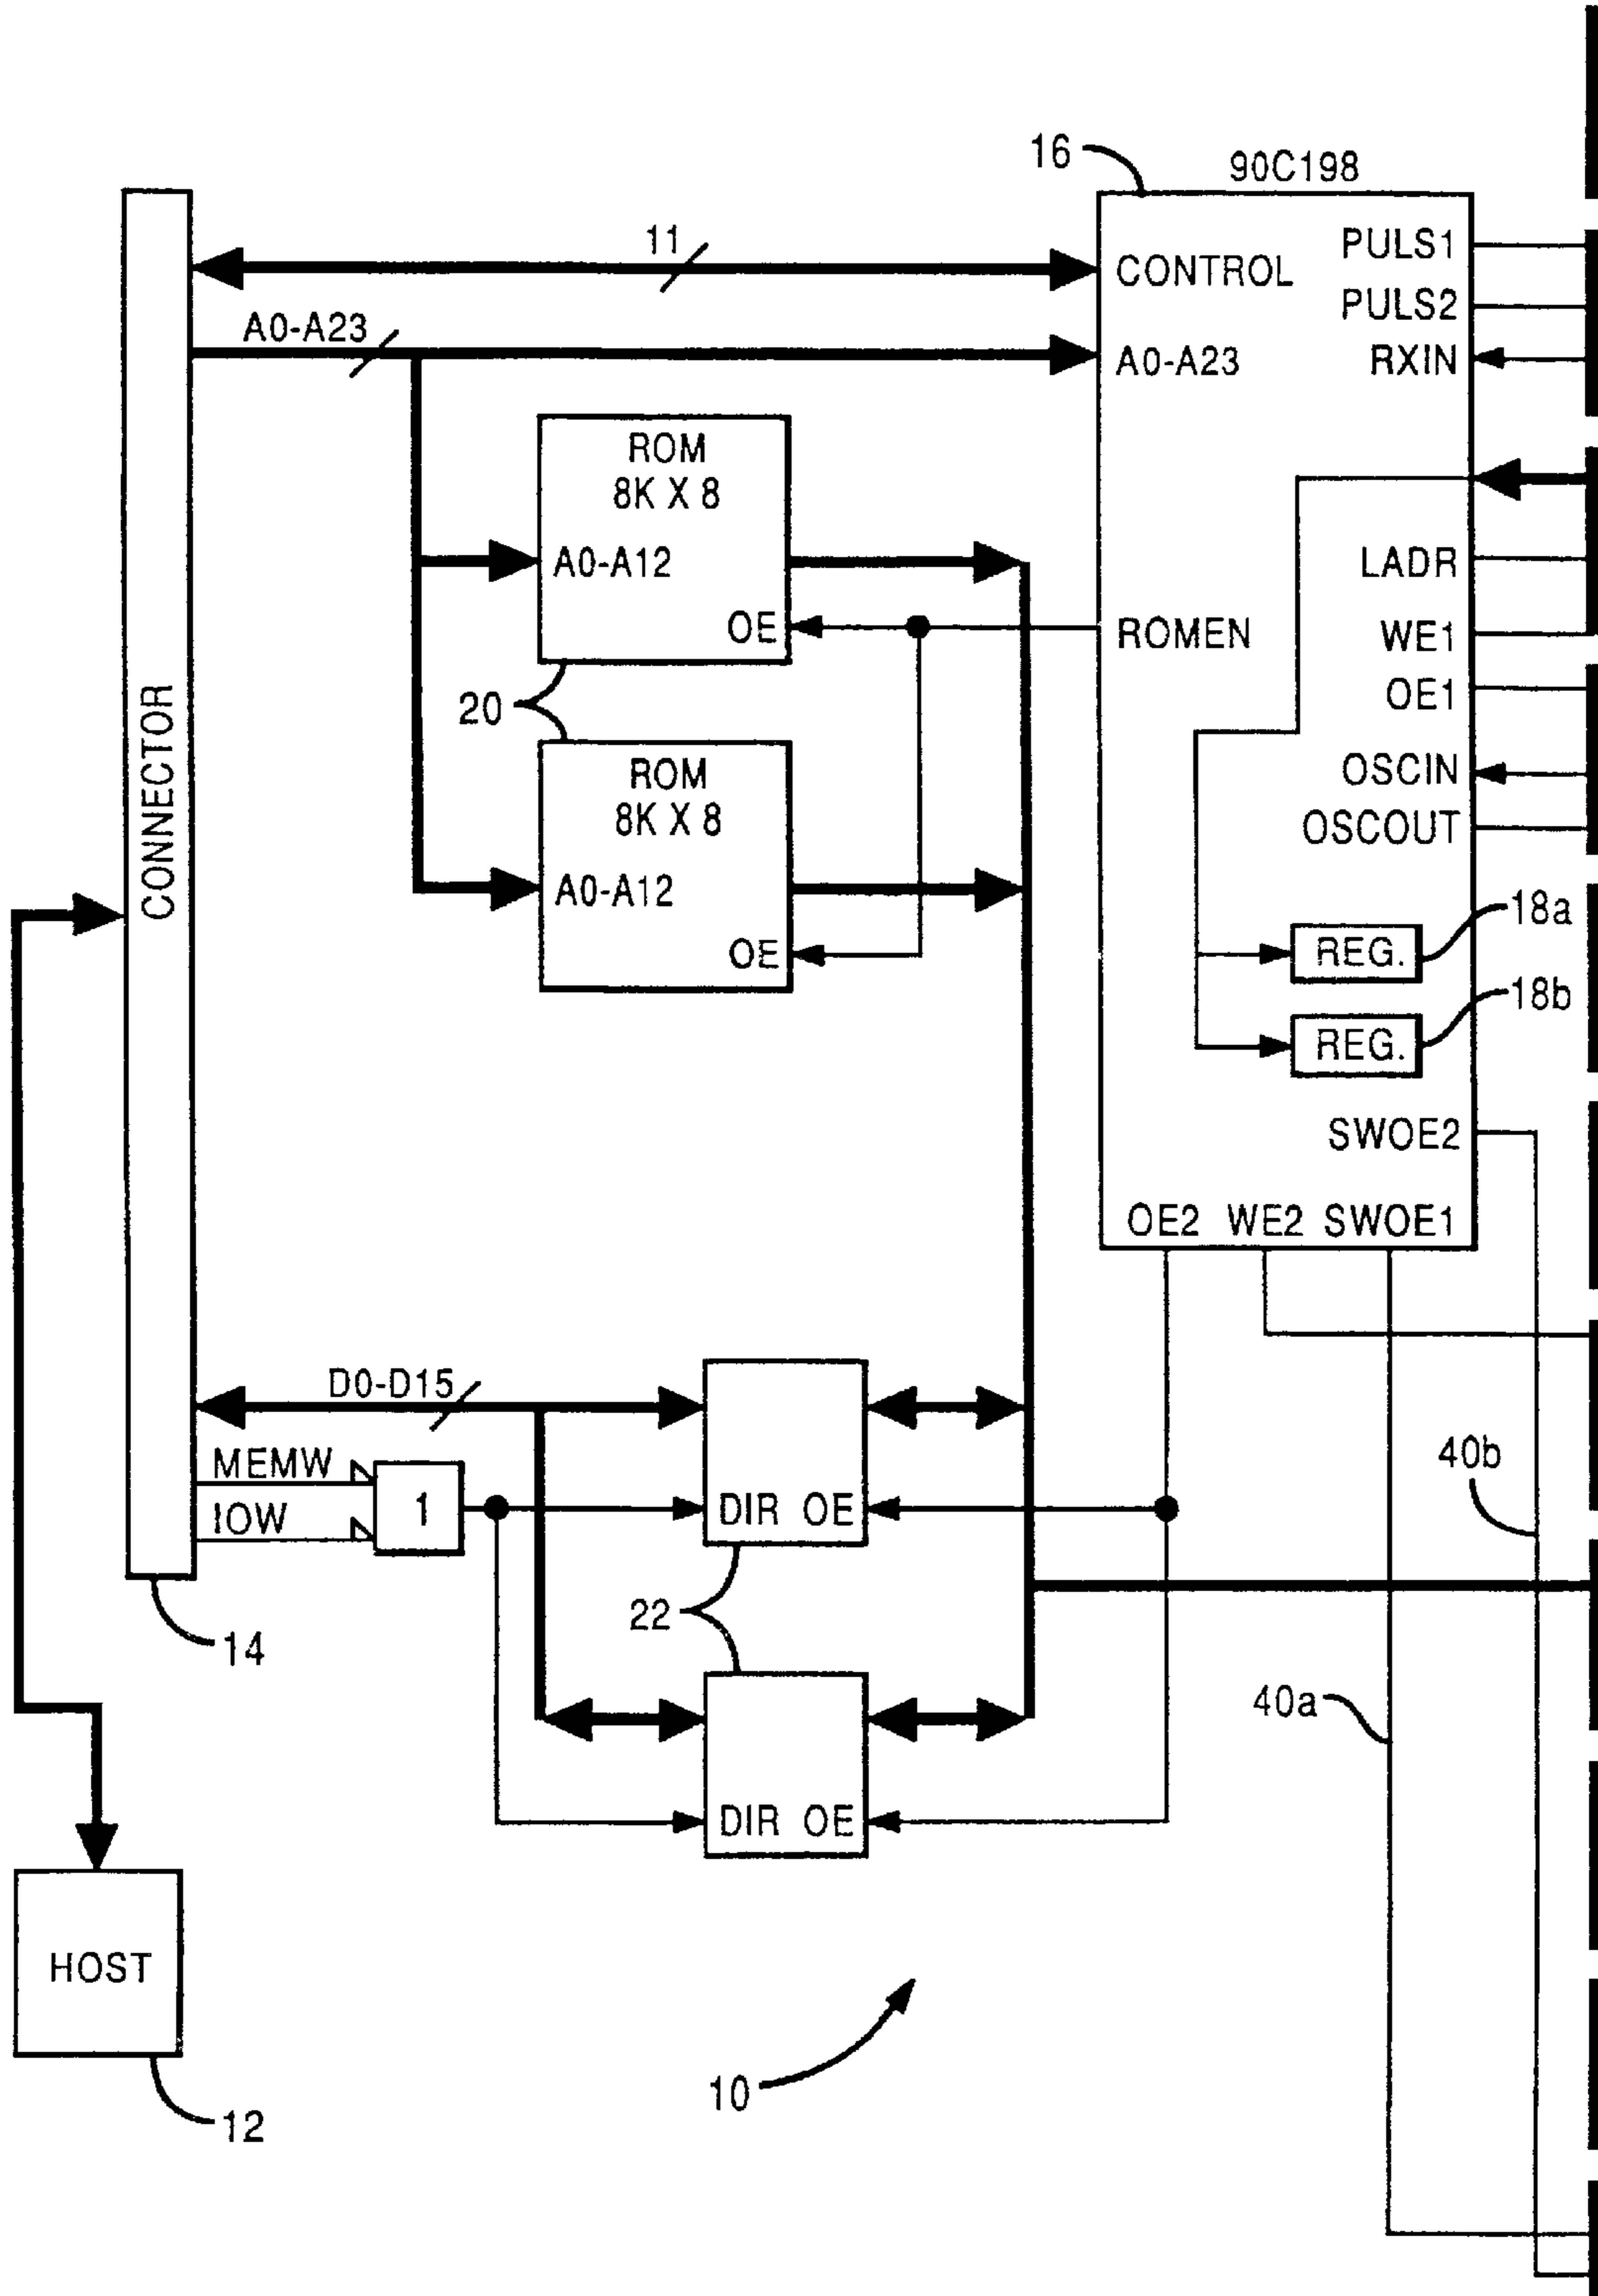 16
90C198
11
CONTROL
PULS1
PULS2
A0-A23
A0-A23
RXIN
ROM
8K X 8
A0-A12
OE
LADR
ROMEN
WE1
20
OE1
CONNECTOR
ROM
8K X 8
OSCIN
OSCOUT
A0-A12
OE
REG.
18a
REG.
18b
SWOE2
OE2 WE2 SWOE1
D0-D15
MEMW
IOW
1
DIR OE
40b
22
14
40a
DIR OE
HOST
10
12